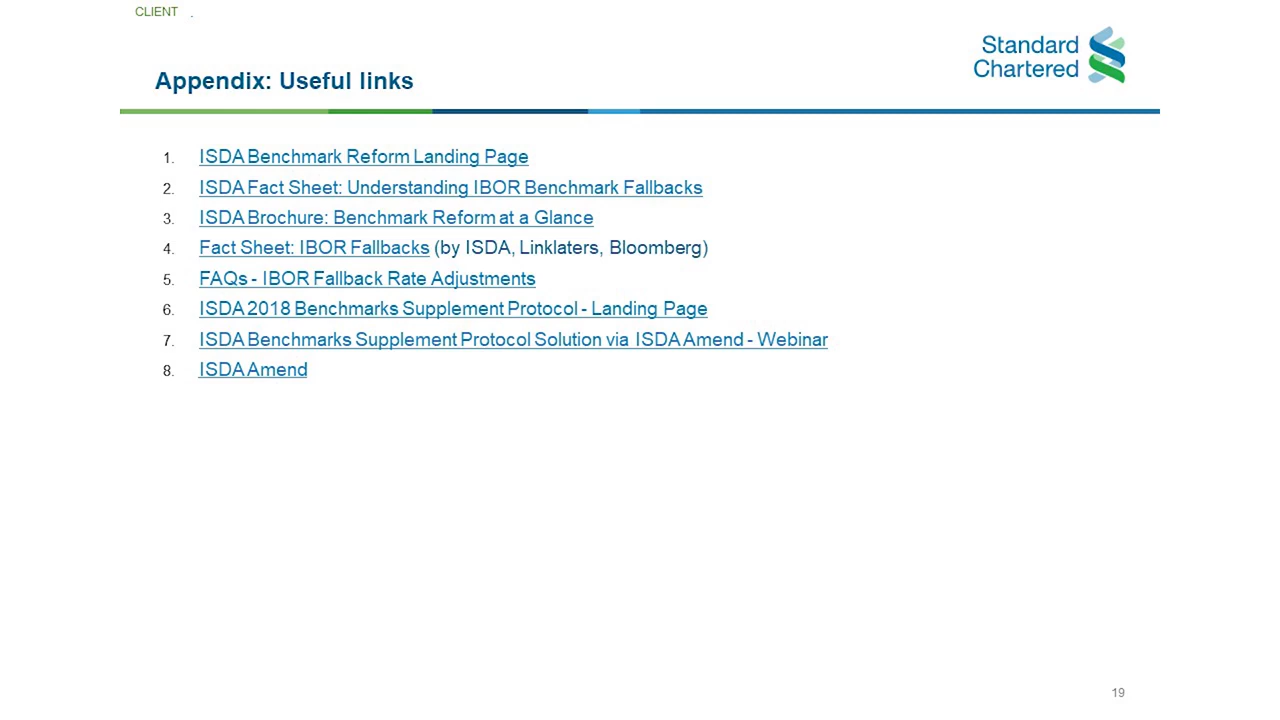 CLIENT .
Standard
Chartered
Appendix: Useful links
1. ISDA Benchmark Reform Landing Page
2. ISDA Fact Sheet: Understanding IBOR Benchmark Fallbacks
3. ISDA Brochure: Benchmark Reform at a Glance
4. Fact Sheet: IBOR Fallbacks (by ISDA, Linklaters, Bloomberg)
5. FAQs - IBOR Fallback Rate Adjustments
6. ISDA 2018 Benchmarks Supplement Protocol - Landing Page
7. ISDA Benchmarks Supplement Protocol Solution via ISDA Amend - Webinar
8. ISDA Amend
19